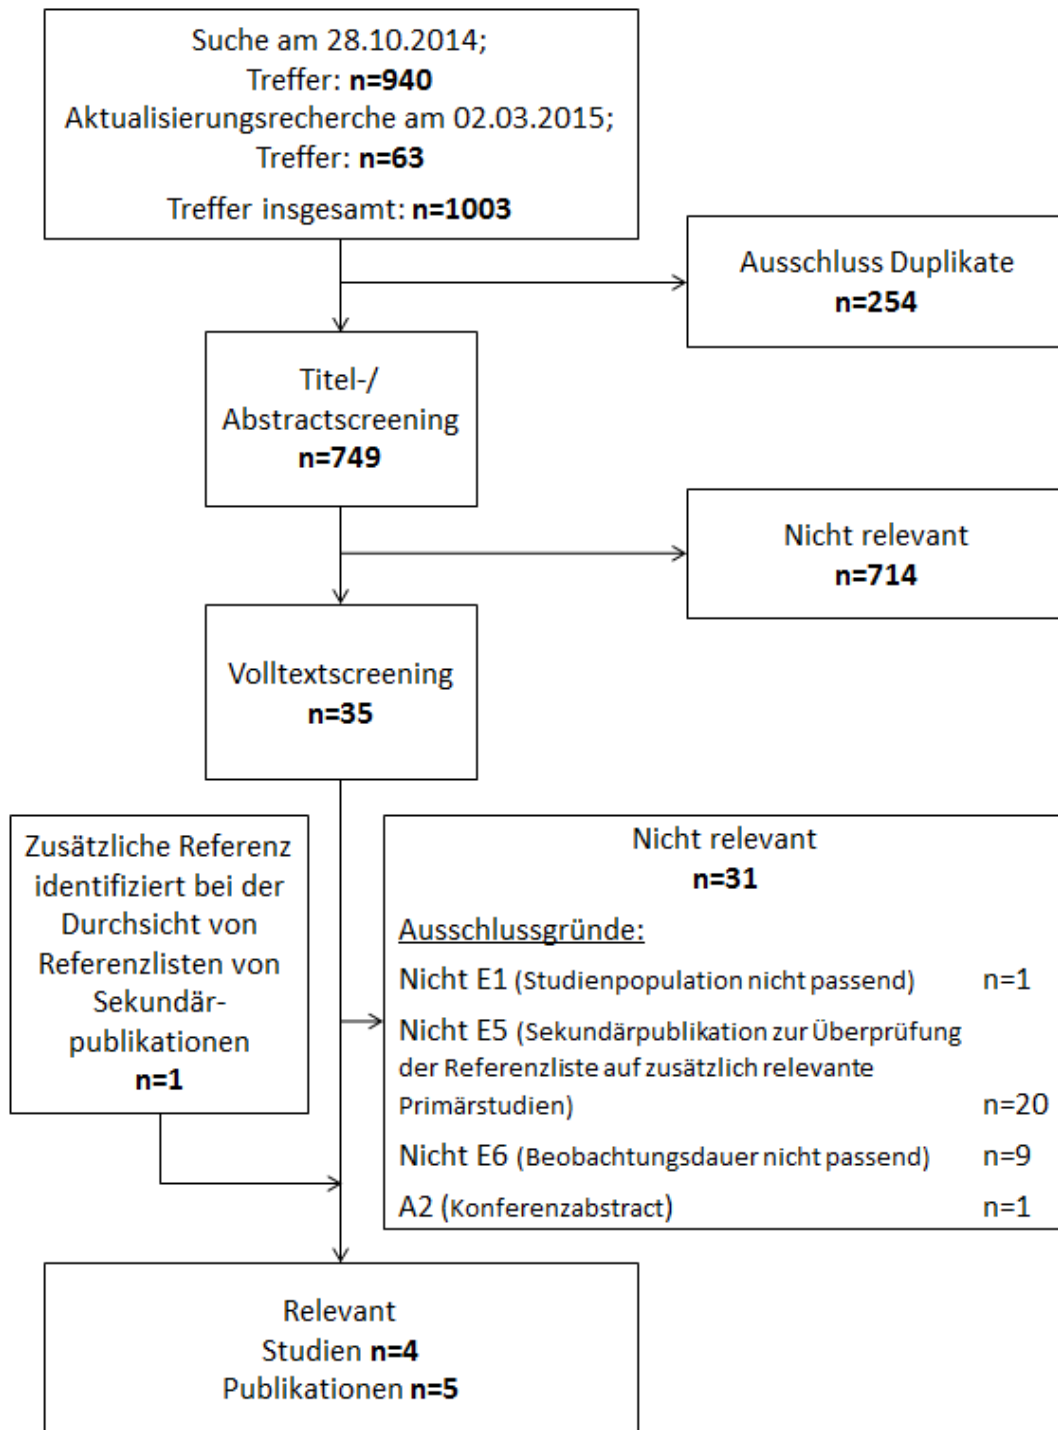 Suche am 28.10.2014;
Treffer: n=940
Aktualisierungsrecherche am 02.03.2015;
Treffer: n=63
Treffer insgesamt: n=1003
Ausschluss Duplikate
n=254
Titel-/
Abstractscreening
n=749
Nicht relevant
n=714
Volltextscreening
n=35
Zusätzliche Referenz
identifiziert bei der
Durchsicht von
Referenzlisten von
Sekundär-
publikationen
n=1
Nicht relevant
n=31
Ausschlussgründe:
Nicht E1 (Studienpopulation nicht passend) n=1
Nicht E5 (Sekundärpublikation zur Überprüfung
der Referenzliste auf zusätzlich relevante
Primärstudien) n=20
Nicht E6 (Beobachtungsdauer nicht passend) n=9
A2 (Konferenzabstract) n=1
Relevant
Studien n=4
Publikationen n=5